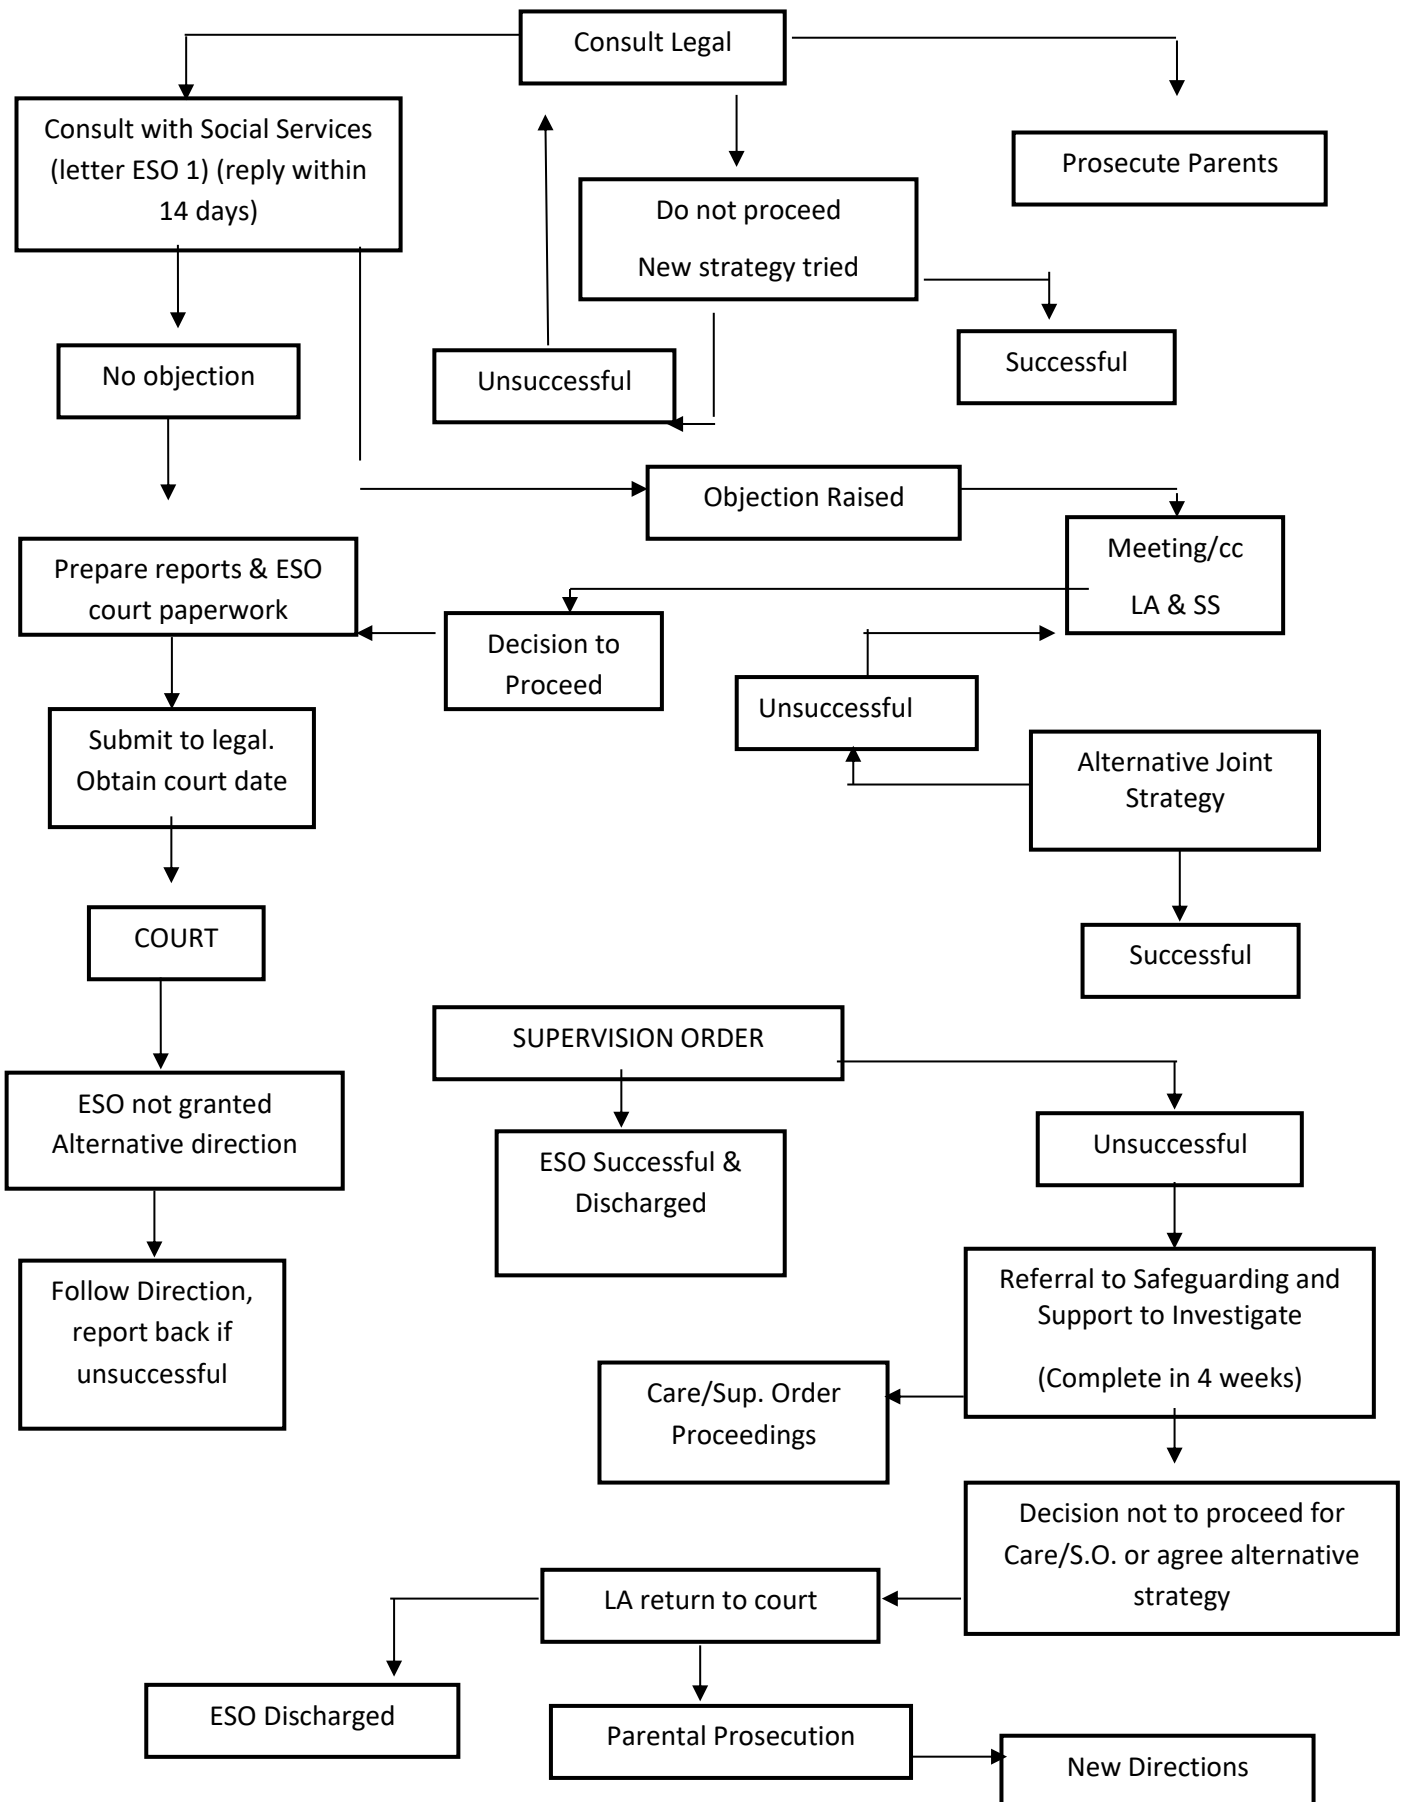 Consult Legal
Consult with Social Services
(letter ESO 1) (reply within
14 days)
Prosecute Parents
Do not proceed
New strategy tried
No objection
Unsuccessful
Successful
Objection Raised
Meeting/cc
LA & SS
Prepare reports & ESO
court paperwork
Decision to
Proceed
Unsuccessful
Submit to legal.
Obtain court date
Alternative Joint
Strategy
COURT
Successful
SUPERVISION ORDER
ESO not granted
Alternative direction
ESO Successful &
Discharged
Unsuccessful
Follow Direction,
report back if
unsuccessful
Referral to Safeguarding and
Support to Investigate
(Complete in 4 weeks)
Care/Sup. Order
Proceedings
Decision not to proceed for
Care/S.O. or agree alternative
strategy
LA return to court
ESO Discharged
Parental Prosecution
New Directions